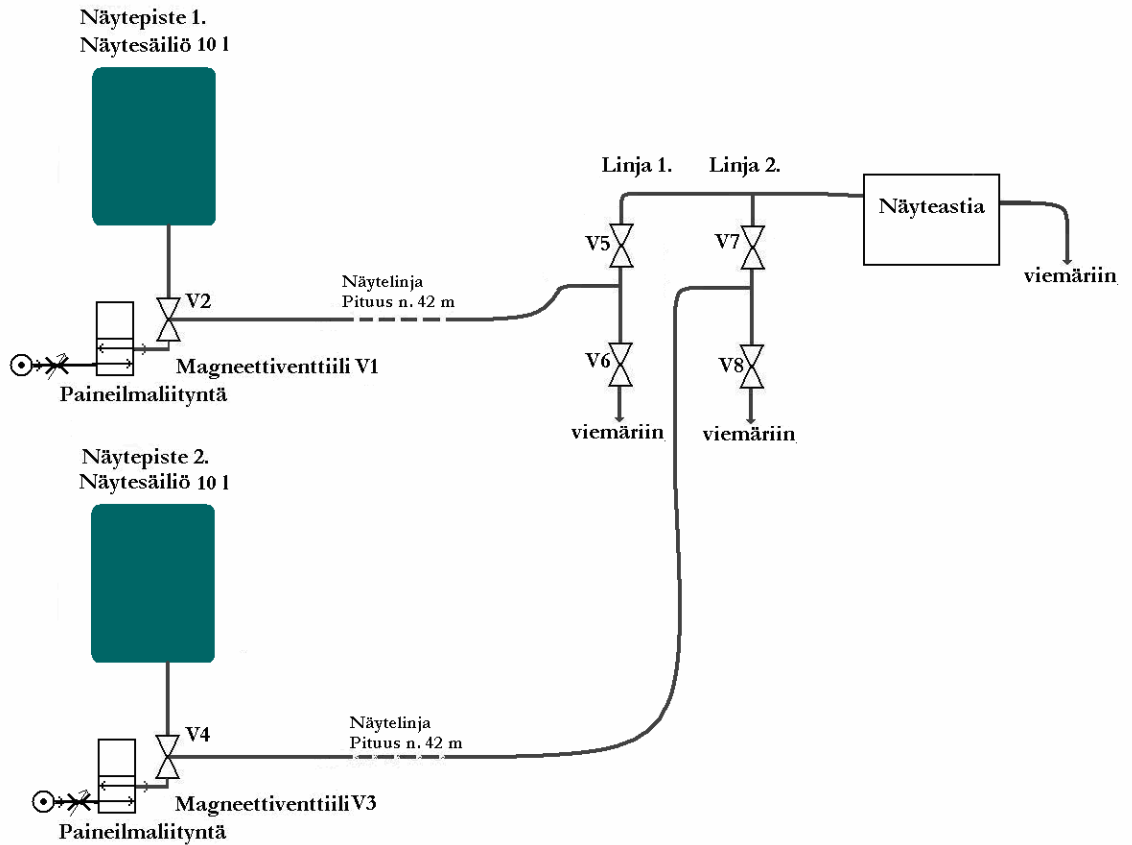 Näytepiste 1.
Näytesäiliö 10 l
Linja 1.
Linja 2.
Näyteastia
V5
V7
viemäriin
Näytelinja
Pituus n. 42 m
V2
V6
V8
Magneettiventtiili V1
Paineilmaliityntä
viemäriin
viemäriin
Näytepiste 2.
Näytesäiliö 10 l
Näytelinja
Pituus n. 42 m
V4
Magneettiventtiili V3
Paineilmaliityntä